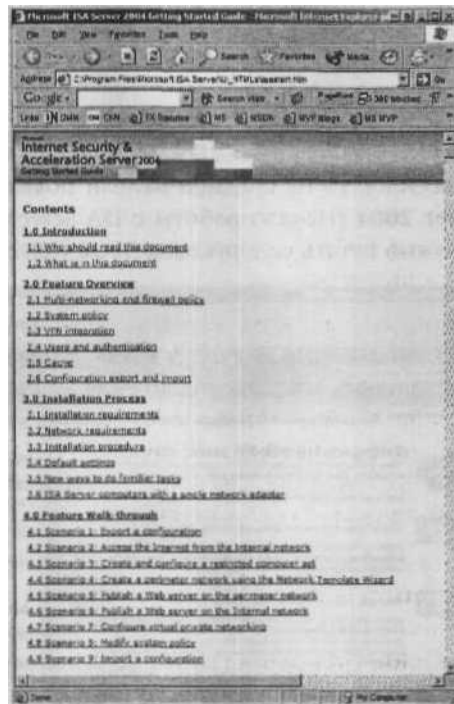 Microsoft ISA Server 2004 Getting Started Guide - Microsoft Internet Explorer
File Edit View Favorites Tools Help
Search Favorites Media
Address C:\Program Files\Microsoft ISA Server\ Go
Google Search Web
Links CNN MS MSDN MVP Blogs MS MVP
Internet Security &
Acceleration Server 2004
Getting Started Guide
Contents
1.0 Introduction
1.1 Who should read this document
1.2 What is in this document
2.0 Feature Overview
2.1 Multi-networking and firewall policy
2.2 System policy
2.3 VPN integration
2.4 Users and authentication
2.5 Cache
2.6 Configuration export and import
3.0 Installation Process
3.1 Installation requirements
3.2 Network requirements
3.3 Installation procedure
3.4 Default settings
3.5 New ways to do familiar tasks
3.6 ISA Server computers with a single network adapter
4.0 Feature Walk-through
4.1 Scenario 1: Export a configuration
4.2 Scenario 2: Access the Internet from the Internal network
4.3 Scenario 3: Create and configure a restricted computer set
4.4 Scenario 4: Create a perimeter network using the Network Template Wizard
4.5 Scenario 5: Publish a Web server on the perimeter network
4.6 Scenario 6: Publish a Web server on the Internal network
4.7 Scenario 7: Configure virtual private networking
4.8 Scenario 8: Modify system policy
4.9 Scenario 9: Import a configuration
Done My Computer